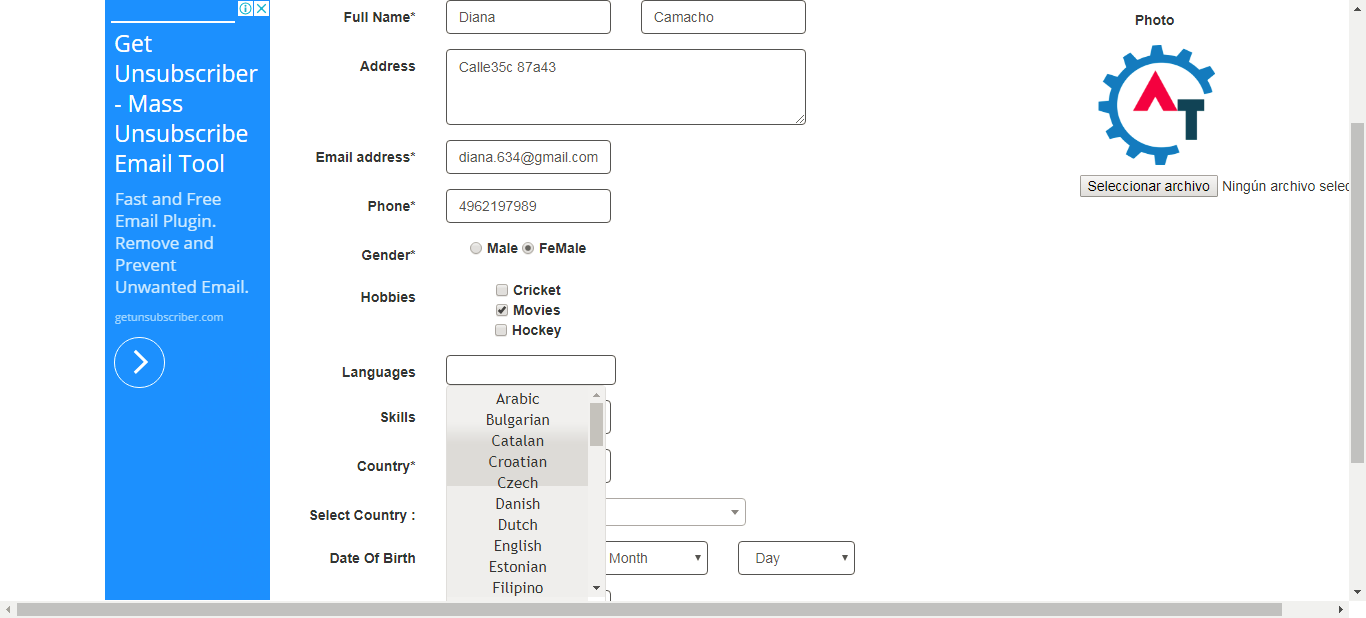 Get
Unsubscriber
- Mass
Unsubscribe
Email Tool
Fast and Free
Email Plugin.
Remove and
Prevent
Unwanted Email.
getunsubscriber.com
Full Name* Diana Camacho
Address Calle35c 87a43
Email address* diana.634@gmail.com
Phone* 4962197989
Gender* Male FeMale
Hobbies Cricket
Movies
Hockey
Languages
Arabic
Bulgarian
Catalan
Croatian
Czech
Danish
Dutch
English
Estonian
Filipino
Skills
Country*
Select Country :
Date Of Birth Month Day
Photo
AT
Seleccionar archivo Ningún archivo selec